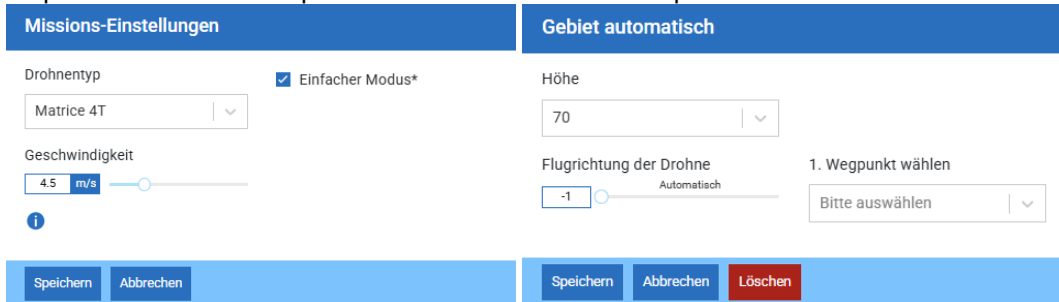 Missions-Einstellungen
Drohnentyp
Einfacher Modus*
Matrice 4T
Geschwindigkeit
4.5 m/s
Speichern Abbrechen
Gebiet automatisch
Höhe
70
Flugrichtung der Drohne
1. Wegpunkt wählen
-1
Automatisch
Bitte auswählen
Speichern Abbrechen Löschen